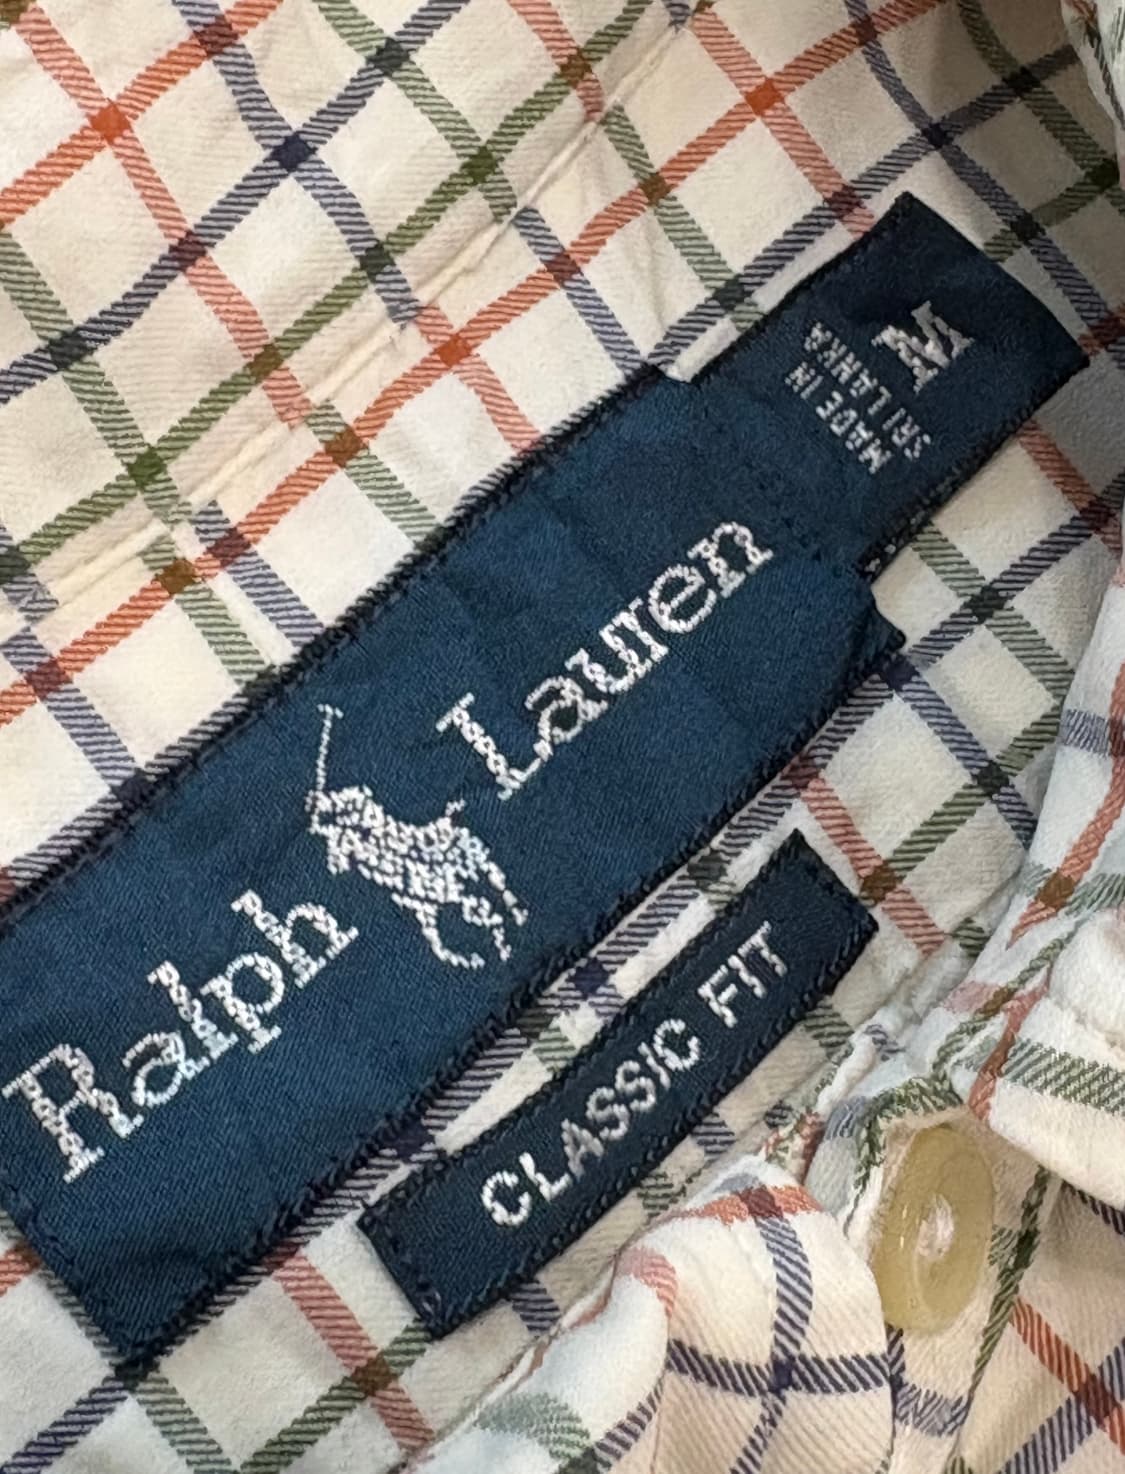 Ralph Lauren
M
MADE IN
SRI LANKA
CLASSIC FIT